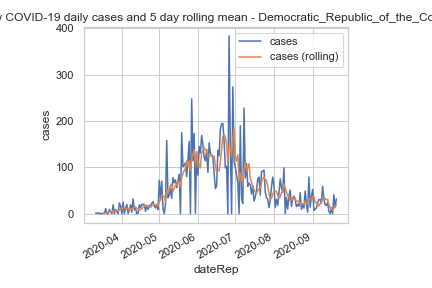 COVID-19 daily cases and 5 day rolling mean - Democratic_Republic_of_the_Co
cases
cases (rolling)
400
300
200
100
0
cases
2020-04
2020-05
2020-06
2020-07
2020-08
2020-09
dateRep